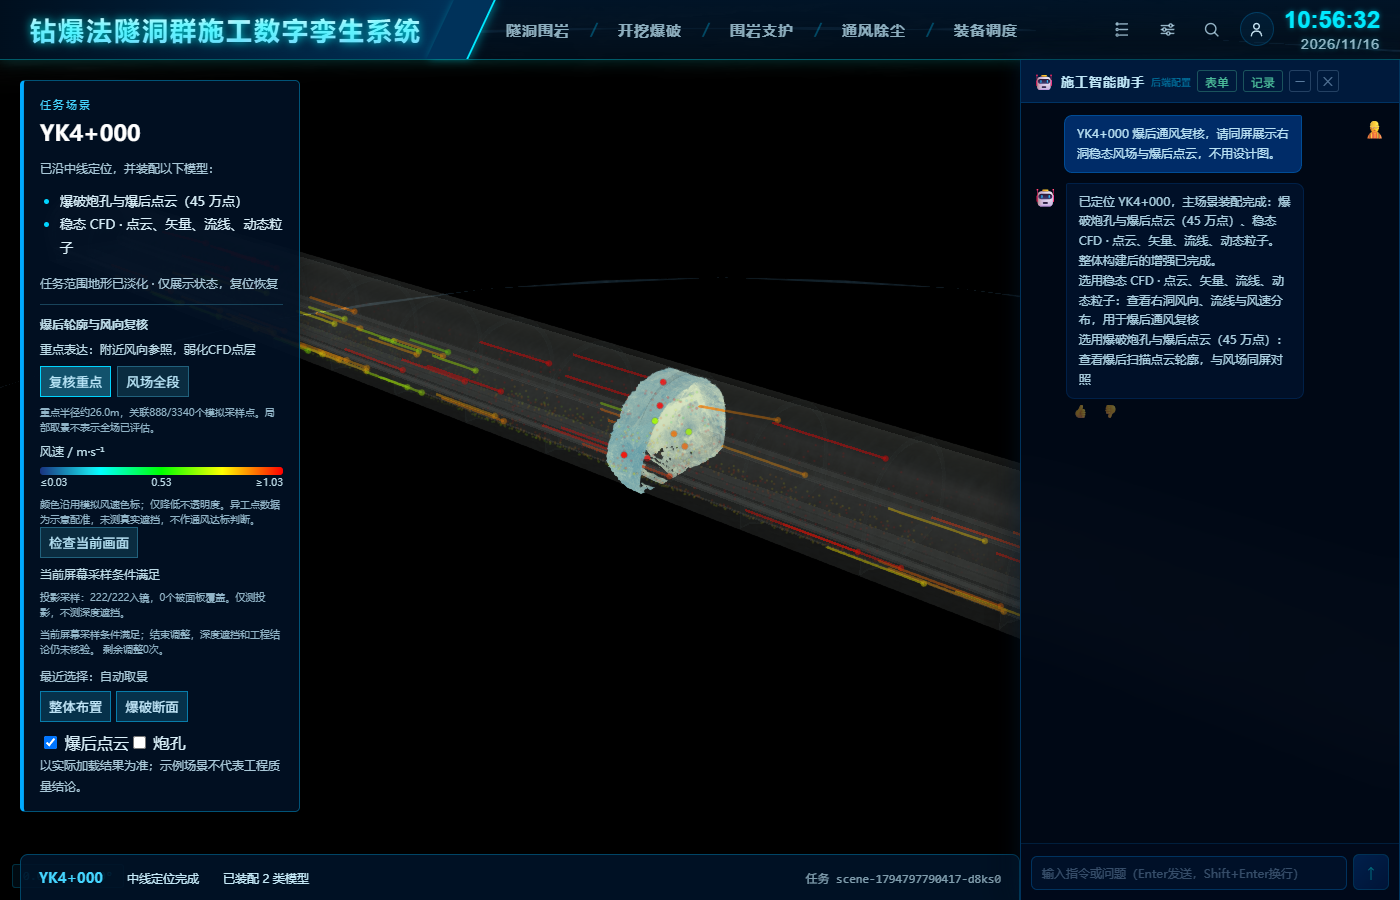 钻爆法隧洞群施工数字孪生系统
隧洞围岩 / 开挖爆破 / 围岩支护 / 通风除尘 / 装备调度
10:56:32
2026/11/16
任务场景
YK4+000
已沿中线定位，并装配以下模型：
爆破炮孔与爆后点云（45 万点）
稳态 CFD · 点云、矢量、流线、动态粒
子
任务范围地形已淡化 · 仅展示状态，复位恢复
爆后轮廓与风向复核
重点表达：附近风向参照，弱化CFD点层
复核重点 风场全段
重点半径约26.0m，关联888/3340个模拟采样点。局
部取景不表示全场已评估。
风速 / m·s⁻¹
≤0.03 0.53 ≥1.03
颜色沿用模拟风速色标；仅降低不透明度。异工点数据
为示意配准，未测真实遮挡，不作通风达标判断。
检查当前画面
当前屏幕采样条件满足
投影采样：222/222入镜，0个被面板覆盖。仅测投
影，不测深度遮挡。
当前屏幕采样条件满足；结束调整，深度遮挡和工程结
论仍未核验。 剩余调整0次。
最近选择：自动取景
整体布置 爆破断面
爆后点云 炮孔
以实际加载结果为准；示例场景不代表工程质
量结论。
YK4+000 中线定位完成 已装配 2 类模型
任务 scene-1794797790417-d8ks0
施工智能助手 后端配置 表单 记录
YK4+000 爆后通风复核，请同屏展示右
洞稳态风场与爆后点云，不用设计图。
已定位 YK4+000，主场景装配完成：爆
破炮孔与爆后点云（45 万点）、稳态
CFD · 点云、矢量、流线、动态粒子。
整体构建后的增强已完成。
选用稳态 CFD · 点云、矢量、流线、动
态粒子：查看右洞风向、流线与风速分
布，用于爆后通风复核
选用爆破炮孔与爆后点云（45 万点）：
查看爆后扫描点云轮廓，与风场同屏对
照
输入指令或问题（Enter发送，Shift+Enter换行）